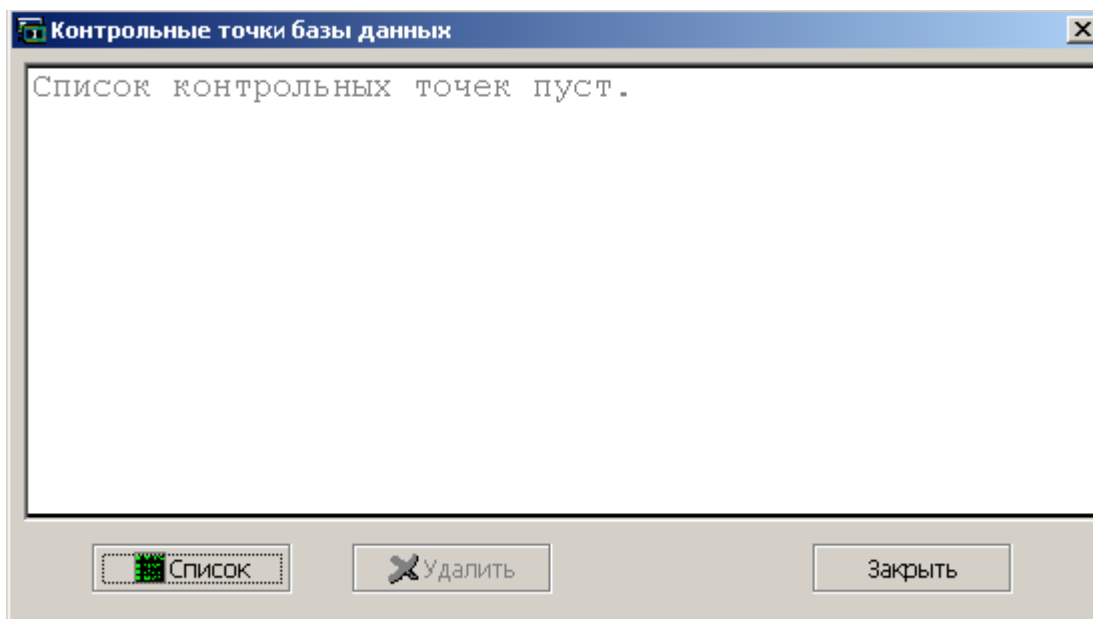 Контрольные точки базы данных
Список контрольных точек пуст.
Список
Удалить
Закрыть